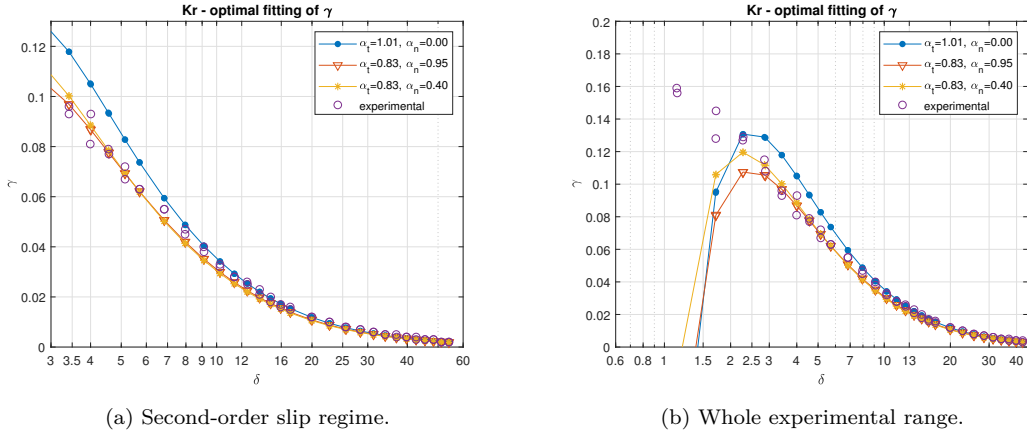 Kr - optimal fitting of γ
α_t=1.01, α_n=0.00
α_t=0.83, α_n=0.95
α_t=0.83, α_n=0.40
experimental
γ
0.12
0.1
0.08
0.06
0.04
0.02
0
3 3.5 4 5 6 7 8 9 10 12 16 20 25 30 40 60
δ
(a) Second-order slip regime.
Kr - optimal fitting of γ
α_t=1.01, α_n=0.00
α_t=0.83, α_n=0.95
α_t=0.83, α_n=0.40
experimental
γ
0.2
0.18
0.16
0.14
0.12
0.1
0.08
0.06
0.04
0.02
0
0.6 0.8 1 1.5 2 2.5 3 4 5 7 10 13 20 30 40
δ
(b) Whole experimental range.